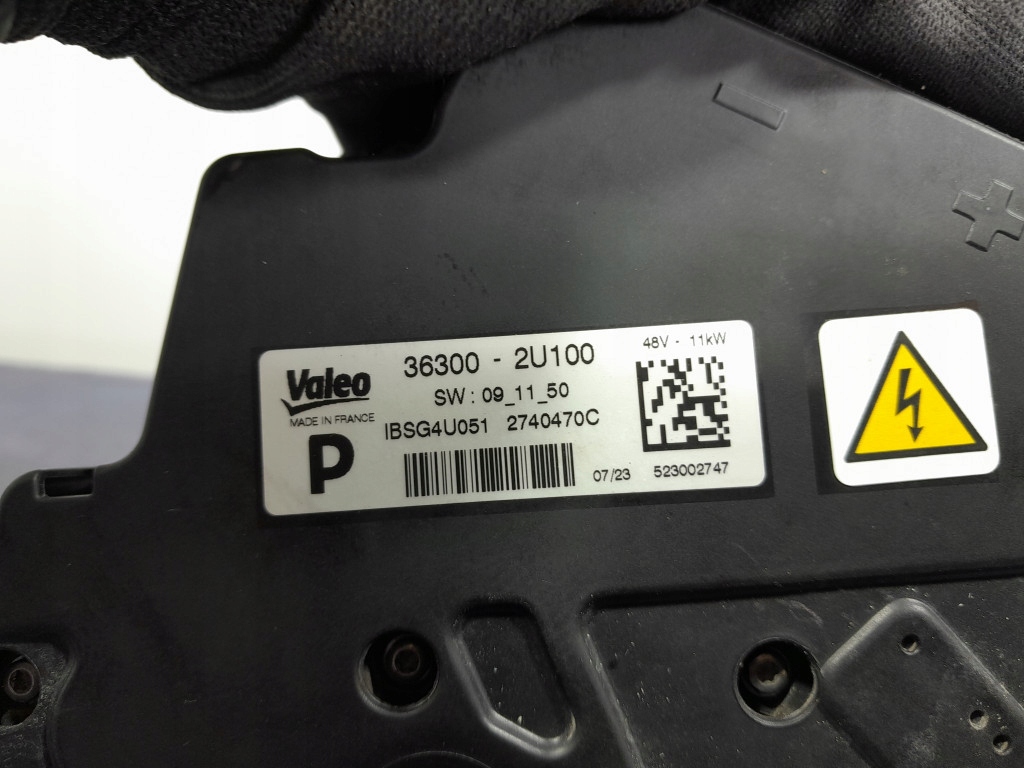 Valeo
MADE IN FRANCE
P
36300 - 2U100
SW : 09_11_50
IBSG4U051 2740470C
48V - 11kW
07/23
523002747